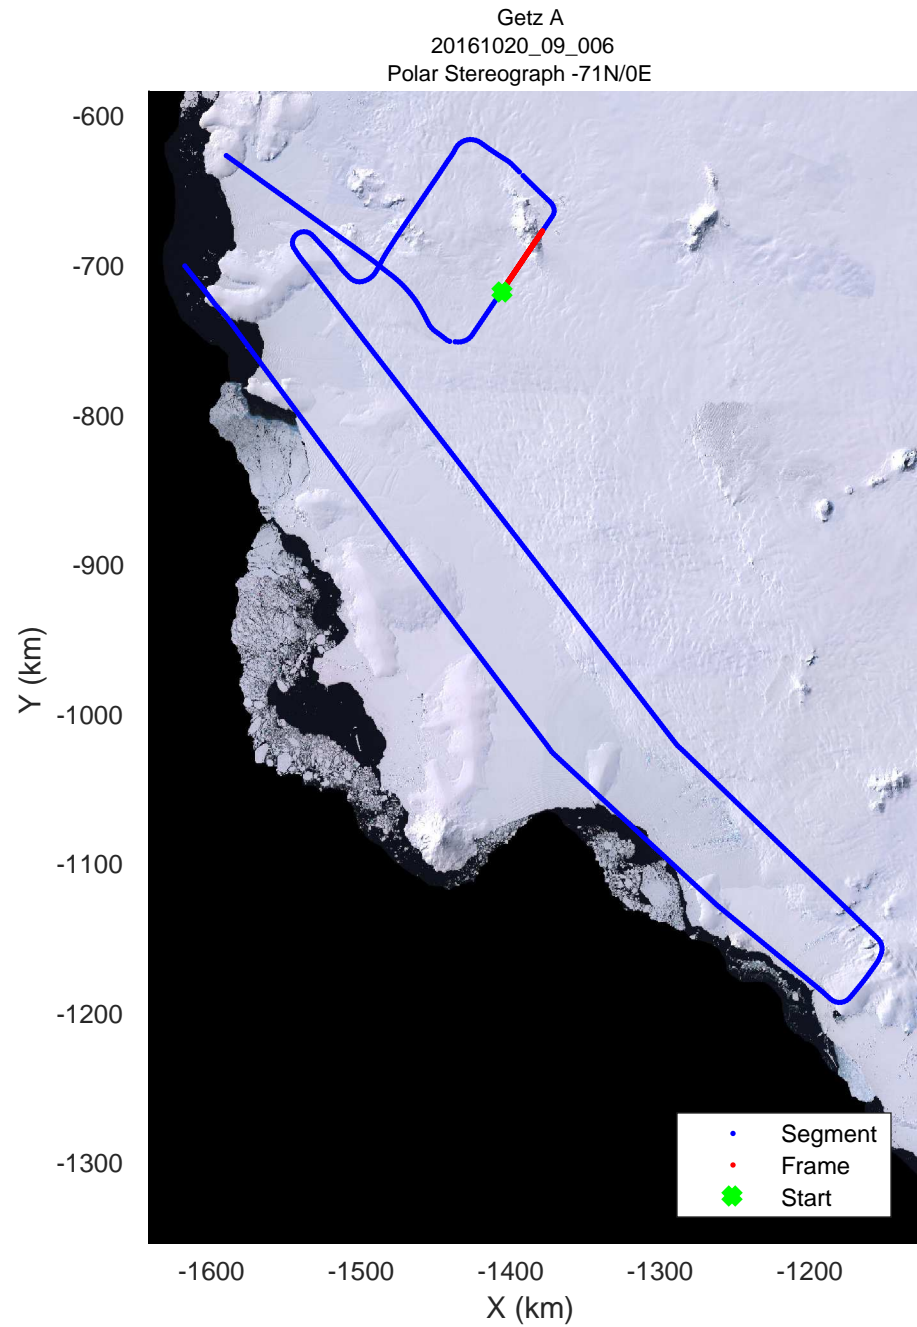 Getz A
20161020_09_006
Polar Stereograph -71N/0E
-600
-700
-800
-900
-1000
-1100
-1200
-1300
Y (km)
Segment
Frame
Start
-1600
-1500
-1400
-1300
-1200
X (km)